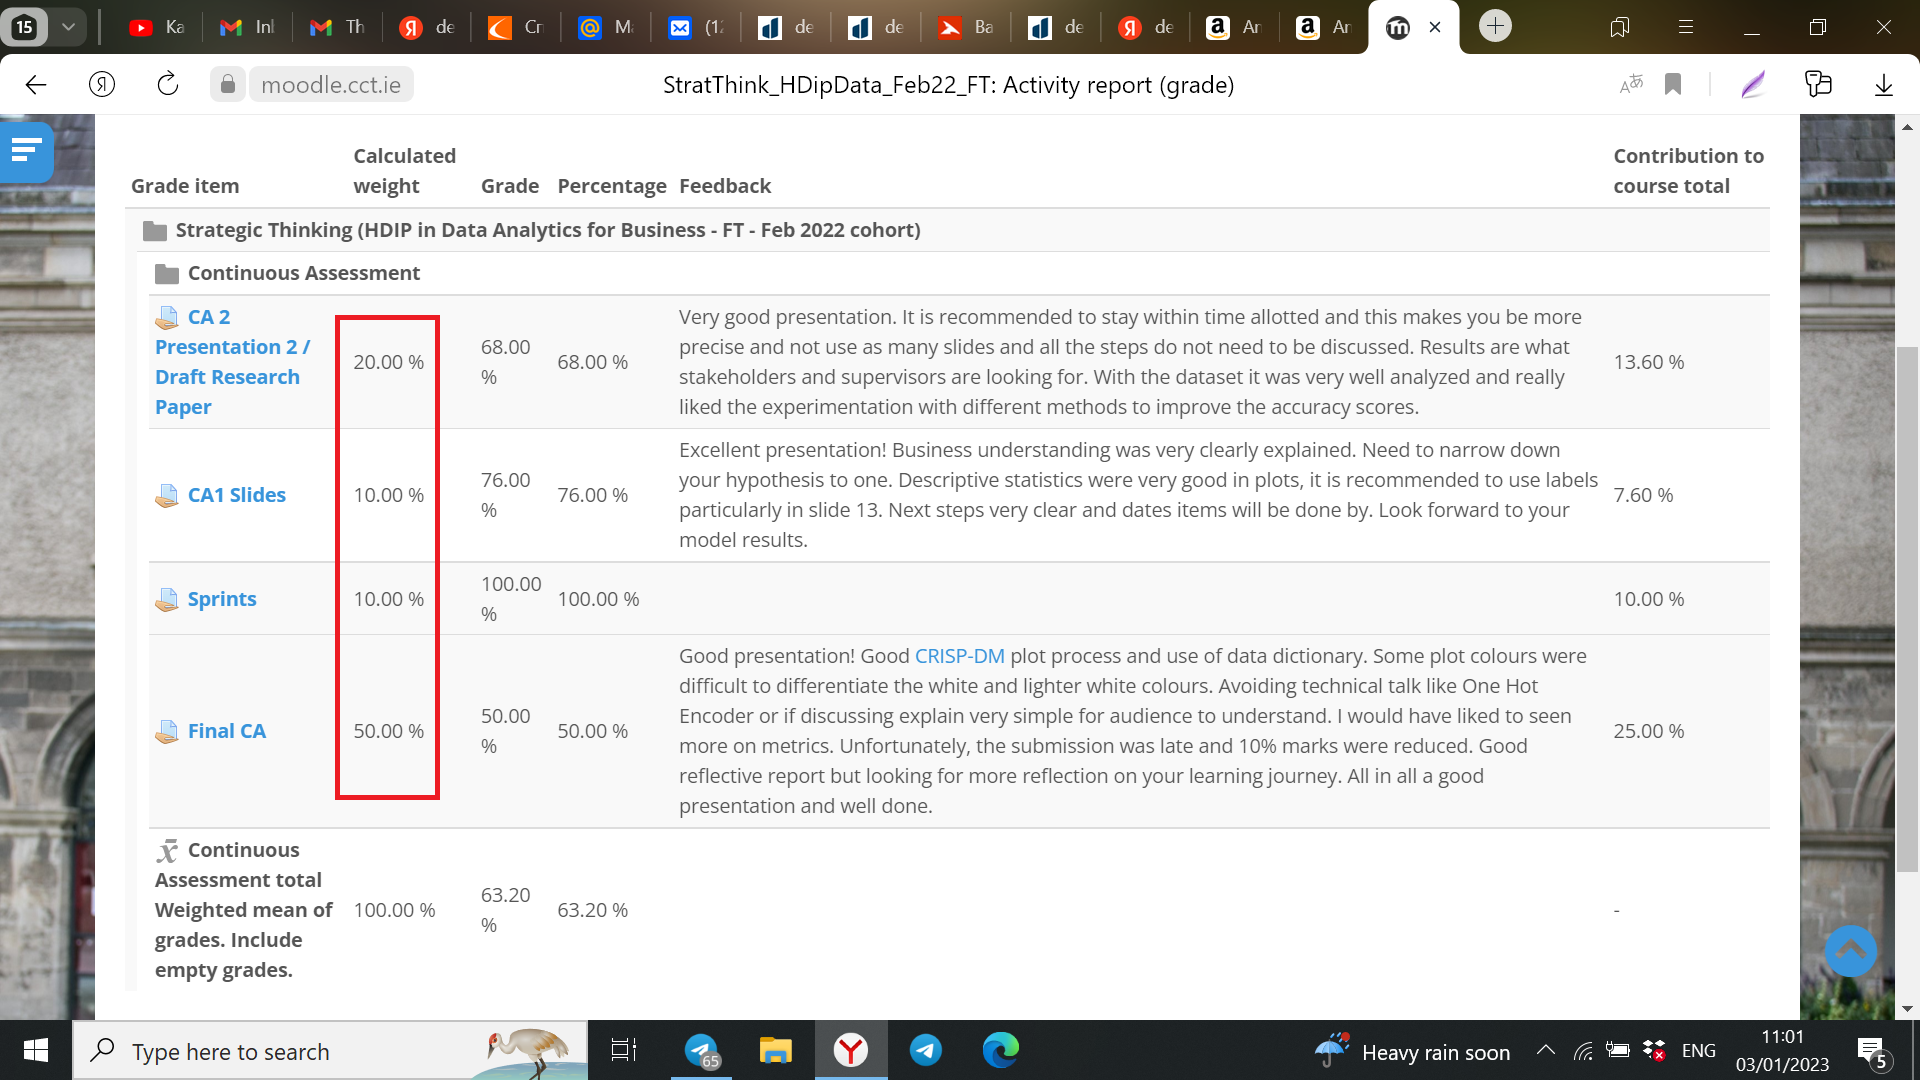 15
Ka
Inl
Th
de
Cr
Ma
(12
de
de
Ba
de
de
An
An
moodle.cct.ie
StratThink_HDipData_Feb22_FT: Activity report (grade)
Grade item
Calculated weight
Grade
Percentage
Feedback
Contribution to course total
Strategic Thinking (HDIP in Data Analytics for Business - FT - Feb 2022 cohort)
Continuous Assessment
CA 2
Presentation 2 /
Draft Research
Paper
20.00 %
68.00
%
68.00 %
Very good presentation. It is recommended to stay within time allotted and this makes you be more
precise and not use as many slides and all the steps do not need to be discussed. Results are what
stakeholders and supervisors are looking for. With the dataset it was very well analyzed and really
liked the experimentation with different methods to improve the accuracy scores.
13.60 %
CA1 Slides
10.00 %
76.00
%
76.00 %
Excellent presentation! Business understanding was very clearly explained. Need to narrow down
your hypothesis to one. Descriptive statistics were very good in plots, it is recommended to use labels
particularly in slide 13. Next steps very clear and dates items will be done by. Look forward to your
model results.
7.60 %
Sprints
10.00 %
100.00
%
100.00 %
10.00 %
Final CA
50.00 %
50.00
%
50.00 %
Good presentation! Good CRISP-DM plot process and use of data dictionary. Some plot colours were
difficult to differentiate the white and lighter white colours. Avoiding technical talk like One Hot
Encoder or if discussing explain very simple for audience to understand. I would have liked to seen
more on metrics. Unfortunately, the submission was late and 10% marks were reduced. Good
reflective report but looking for more reflection on your learning journey. All in all a good
presentation and well done.
25.00 %
Continuous
Assessment total
Weighted mean of
grades. Include
empty grades.
100.00 %
63.20
%
63.20 %
-
Type here to search
65
Heavy rain soon
ENG
11:01
03/01/2023
5